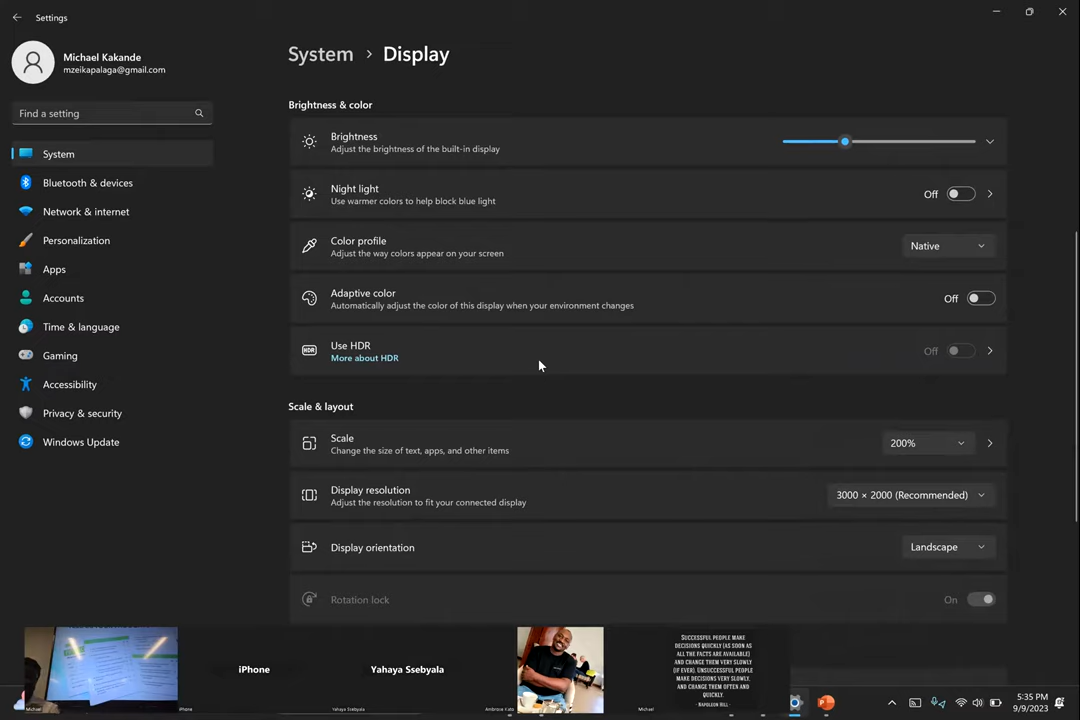 Settings
Michael Kakande
mzeikapalaga@gmail.com
Find a setting
System
Bluetooth & devices
Network & internet
Personalization
Apps
Accounts
Time & language
Gaming
Accessibility
Privacy & security
Windows Update
System > Display
Brightness & color
Brightness
Adjust the brightness of the built-in display
Night light
Use warmer colors to help block blue light
Off
Color profile
Adjust the way colors appear on your screen
Native
Adaptive color
Automatically adjust the color of this display when your environment changes
Off
HDR
Use HDR
More about HDR
Off
Scale & layout
Scale
Change the size of text, apps, and other items
200%
Display resolution
Adjust the resolution to fit your connected display
3000 × 2000 (Recommended)
Display orientation
Landscape
Rotation lock
On
iPhone
Yahaya Ssebyala
SUCCESSFUL PEOPLE MAKE
DECISIONS QUICKLY (AS SOON AS
ALL THE FACTS ARE AVAILABLE)
AND CHANGE THEM VERY SLOWLY
(IF EVER). UNSUCCESSFUL PEOPLE
MAKE DECISIONS VERY SLOWLY,
AND CHANGE THEM OFTEN AND
QUICKLY.
- NAPOLEON HILL -
Michael
iPhone
Yahaya Ssebyala
Ambrose Kato
Michael
5:35 PM
9/9/2023